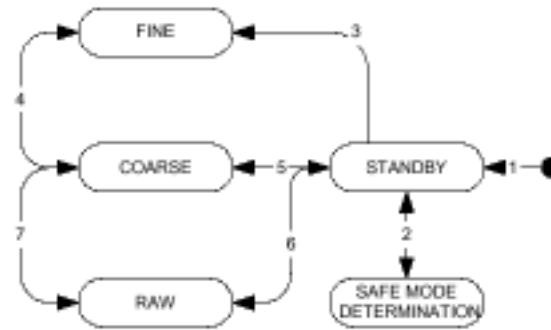 FINE
3
4
COARSE
5
STANDBY
1
7
6
2
RAW
SAFE MODE
DETERMINATION